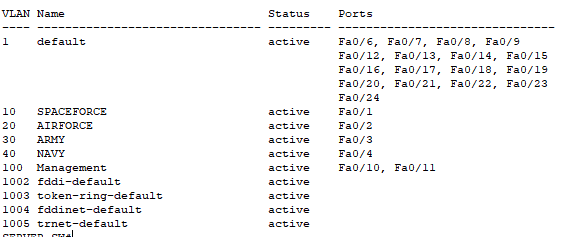 VLAN Name                             Status    Ports
---- -------------------------------- --------- -------------------------------
1    default                          active    Fa0/6, Fa0/7, Fa0/8, Fa0/9
                                                Fa0/12, Fa0/13, Fa0/14, Fa0/15
                                                Fa0/16, Fa0/17, Fa0/18, Fa0/19
                                                Fa0/20, Fa0/21, Fa0/22, Fa0/23
                                                Fa0/24
10   SPACEFORCE                       active    Fa0/1
20   AIRFORCE                         active    Fa0/2
30   ARMY                             active    Fa0/3
40   NAVY                             active    Fa0/4
100  Management                       active    Fa0/10, Fa0/11
1002 fddi-default                     active
1003 token-ring-default               active
1004 fddinet-default                  active
1005 trnet-default                    active